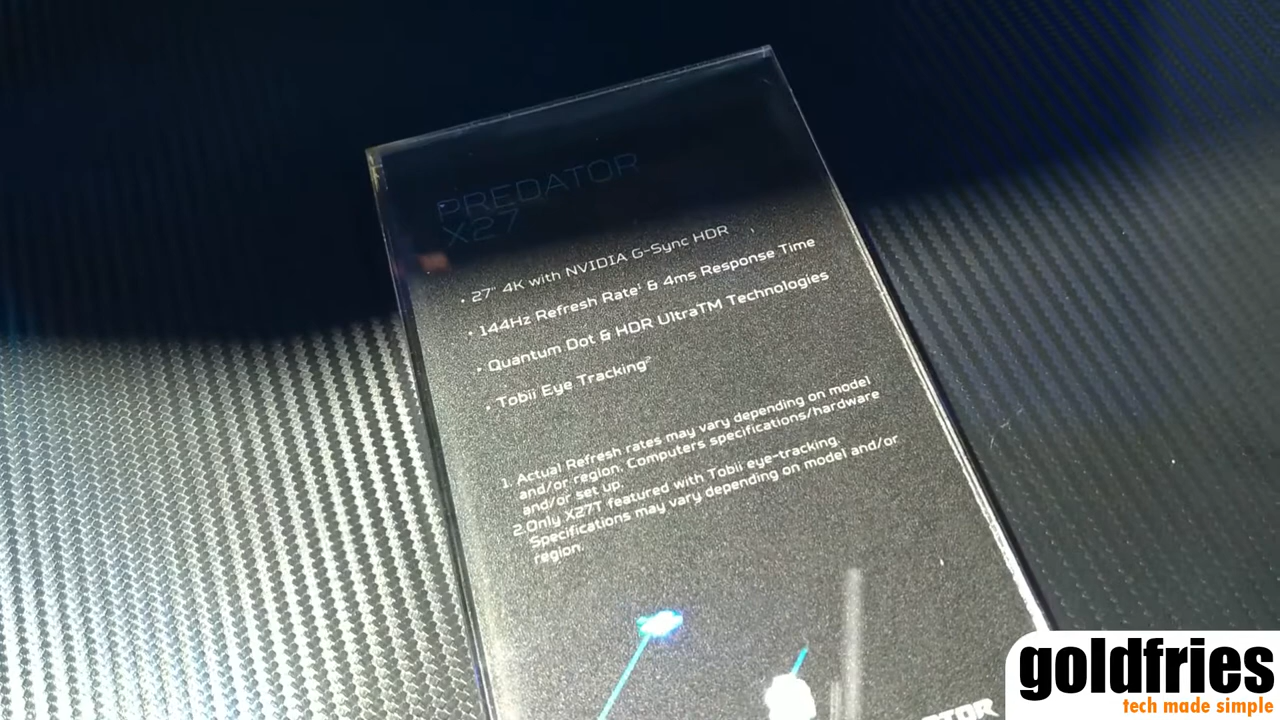 PREDATOR
X27
• 27" 4K with NVIDIA G-Sync HDR
• 144Hz Refresh Rate¹ & 4ms Response Time
• Quantum Dot & HDR UltraTM Technologies
• Tobii Eye Tracking²
1. Actual Refresh rates may vary depending on model
and/or region. Computers specifications/hardware
and/or set up.
2.Only X27T featured with Tobii eye-tracking.
Specifications may vary depending on model and/or
region.
goldfries
tech made simple